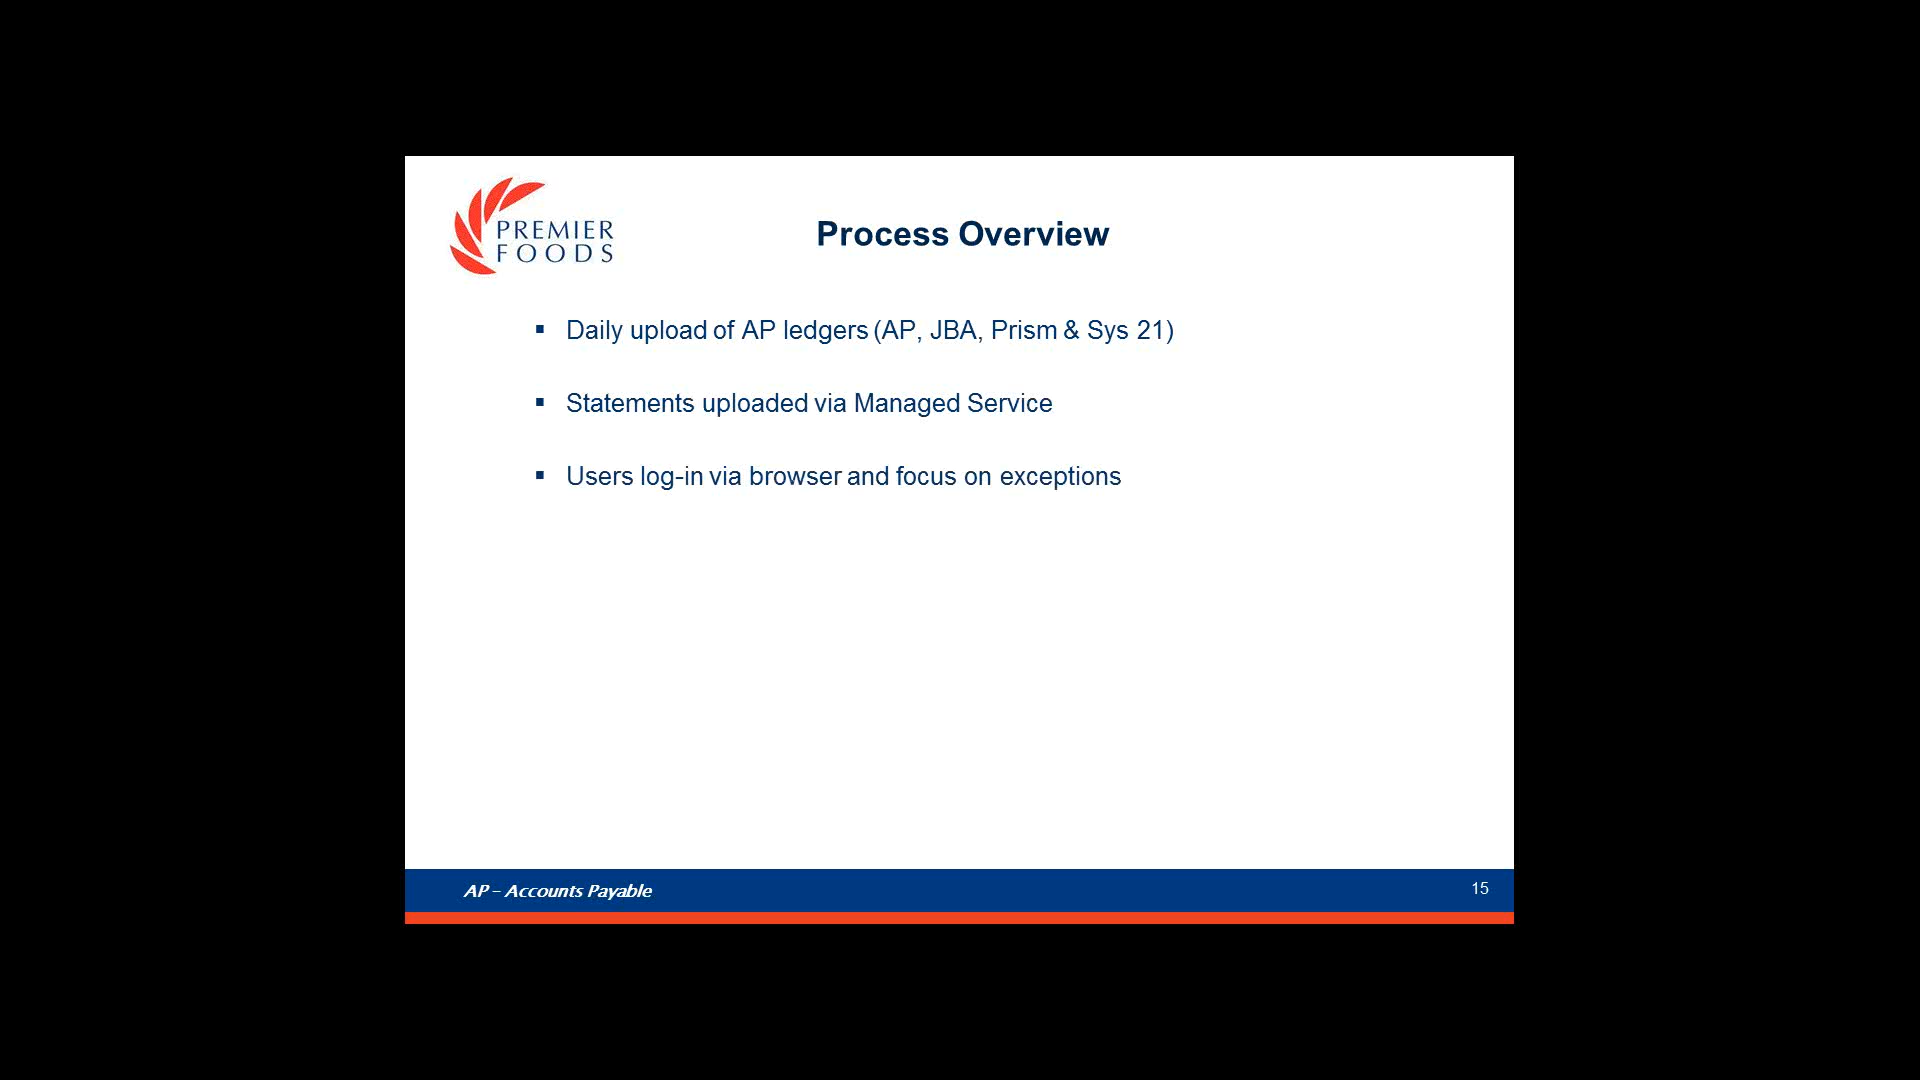 PREMIER
FOODS
Process Overview
▪ Daily upload of AP ledgers (AP, JBA, Prism & Sys 21)
▪ Statements uploaded via Managed Service
▪ Users log-in via browser and focus on exceptions
AP – Accounts Payable
15